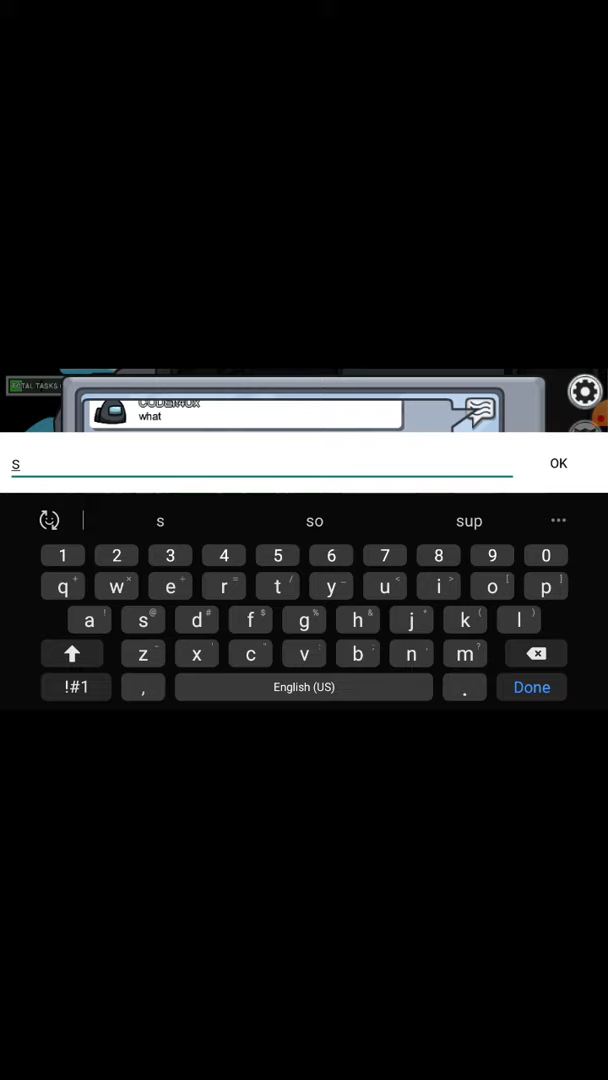 TAL TASKS
what
s
OK
s so sup
1 2 3 4 5 6 7 8 9 0
q w e r t y u i o p
a s d f g h j k l
z x c v b n m
!#1 , English (US) . Done